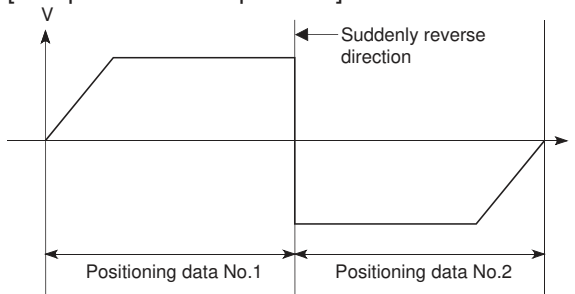 V
Suddenly reverse
direction
Positioning data No.1
Positioning data No.2